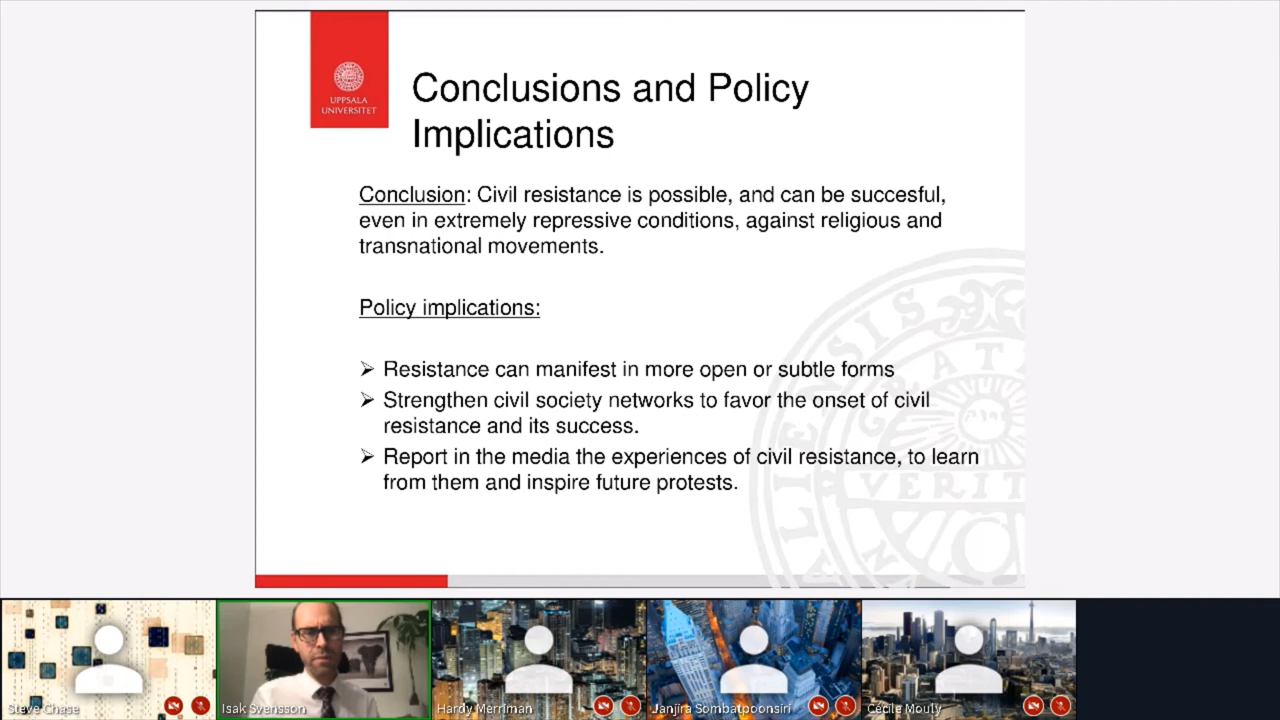 UPPSALA
UNIVERSITET
Conclusions and Policy
Implications
Conclusion: Civil resistance is possible, and can be succesful,
even in extremely repressive conditions, against religious and
transnational movements.
Policy implications:
➢ Resistance can manifest in more open or subtle forms
➢ Strengthen civil society networks to favor the onset of civil
resistance and its success.
➢ Report in the media the experiences of civil resistance, to learn
from them and inspire future protests.
Steve Chase
Isak Svensson
Hardy Merriman
Janjira Sombatpoonsiri
Cécile Mouly